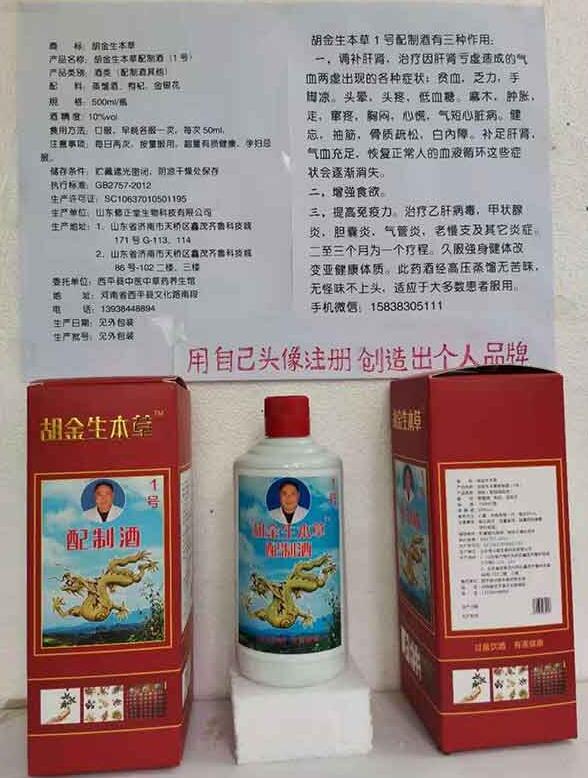 商　标：胡金生本草
产品名称：胡金生本草配制酒（1号）
产品类别：酒类（配制酒其他）
配　料：蒸馏酒、枸杞、金银花
规　格：500ml/瓶
酒精度：10%vol
食用方法：口服，早晚各服一次，每次50ml。
注意事项：每日两次，按量服用，超量有损健康，孕妇忌
服。
储存条件：贮藏遮光密闭，阴凉干燥处保存
执行标准：GB2757-2012
生产许可证：SC10637010501195
生产单位：山东修正堂生物科技有限公司
生产地址：1、山东省济南市天桥区鑫茂齐鲁科技城
171号G-113、114
2、山东省济南市天桥区鑫茂齐鲁科技城
86号-102二楼、三楼
委托单位：西平县中医中草药养生馆
地　址：河南省西平县文化路南段
电　话：13938448894
生产日期：见外包装
生产批号：见外包装
胡金生本草1号配制酒有三种作用：
一，调补肝肾，治疗因肝肾亏虚造成的气
血两虚出现的各种症状：贫血，乏力，手
脚凉。头晕，头疼，低血糖。麻木，肿胀，
走，窜疼，胸闷，心慌，气短心脏病。健
忘，抽筋，骨质疏松，白内障。补足肝肾，
气血充足，恢复正常人的血液循环这些症
状会逐渐消失。
二，增强食欲。
三，提高免疫力。治疗乙肝病毒，甲状腺
炎，胆囊炎，气管炎，老慢支及其它炎症。
二至三个月为一个疗程。久服强身健体改
变亚健康体质。此药酒经高压蒸馏无苦味，
无怪味不上头，适应于大多数患者服用。
手机微信：15838305111
用自己头像注册创造出个人品牌
胡金生本草™
1号
配制酒
1号
胡金生本草
配制酒
胡金生本草
过量饮酒　有害健康